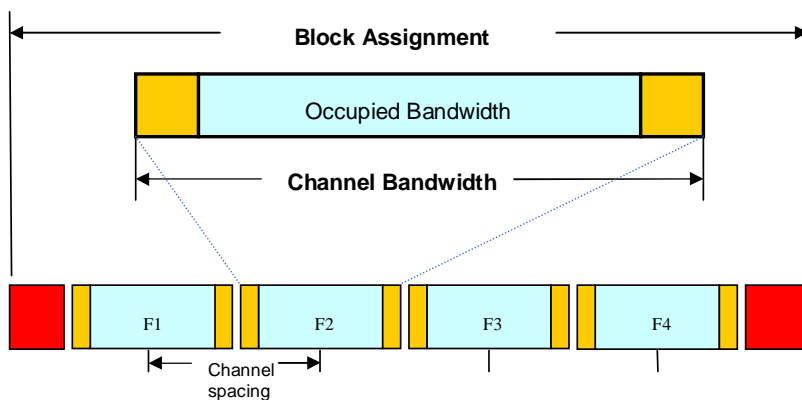 Block Assignment
Occupied Bandwidth
Channel Bandwidth
F1
F2
F3
F4
Channel
spacing